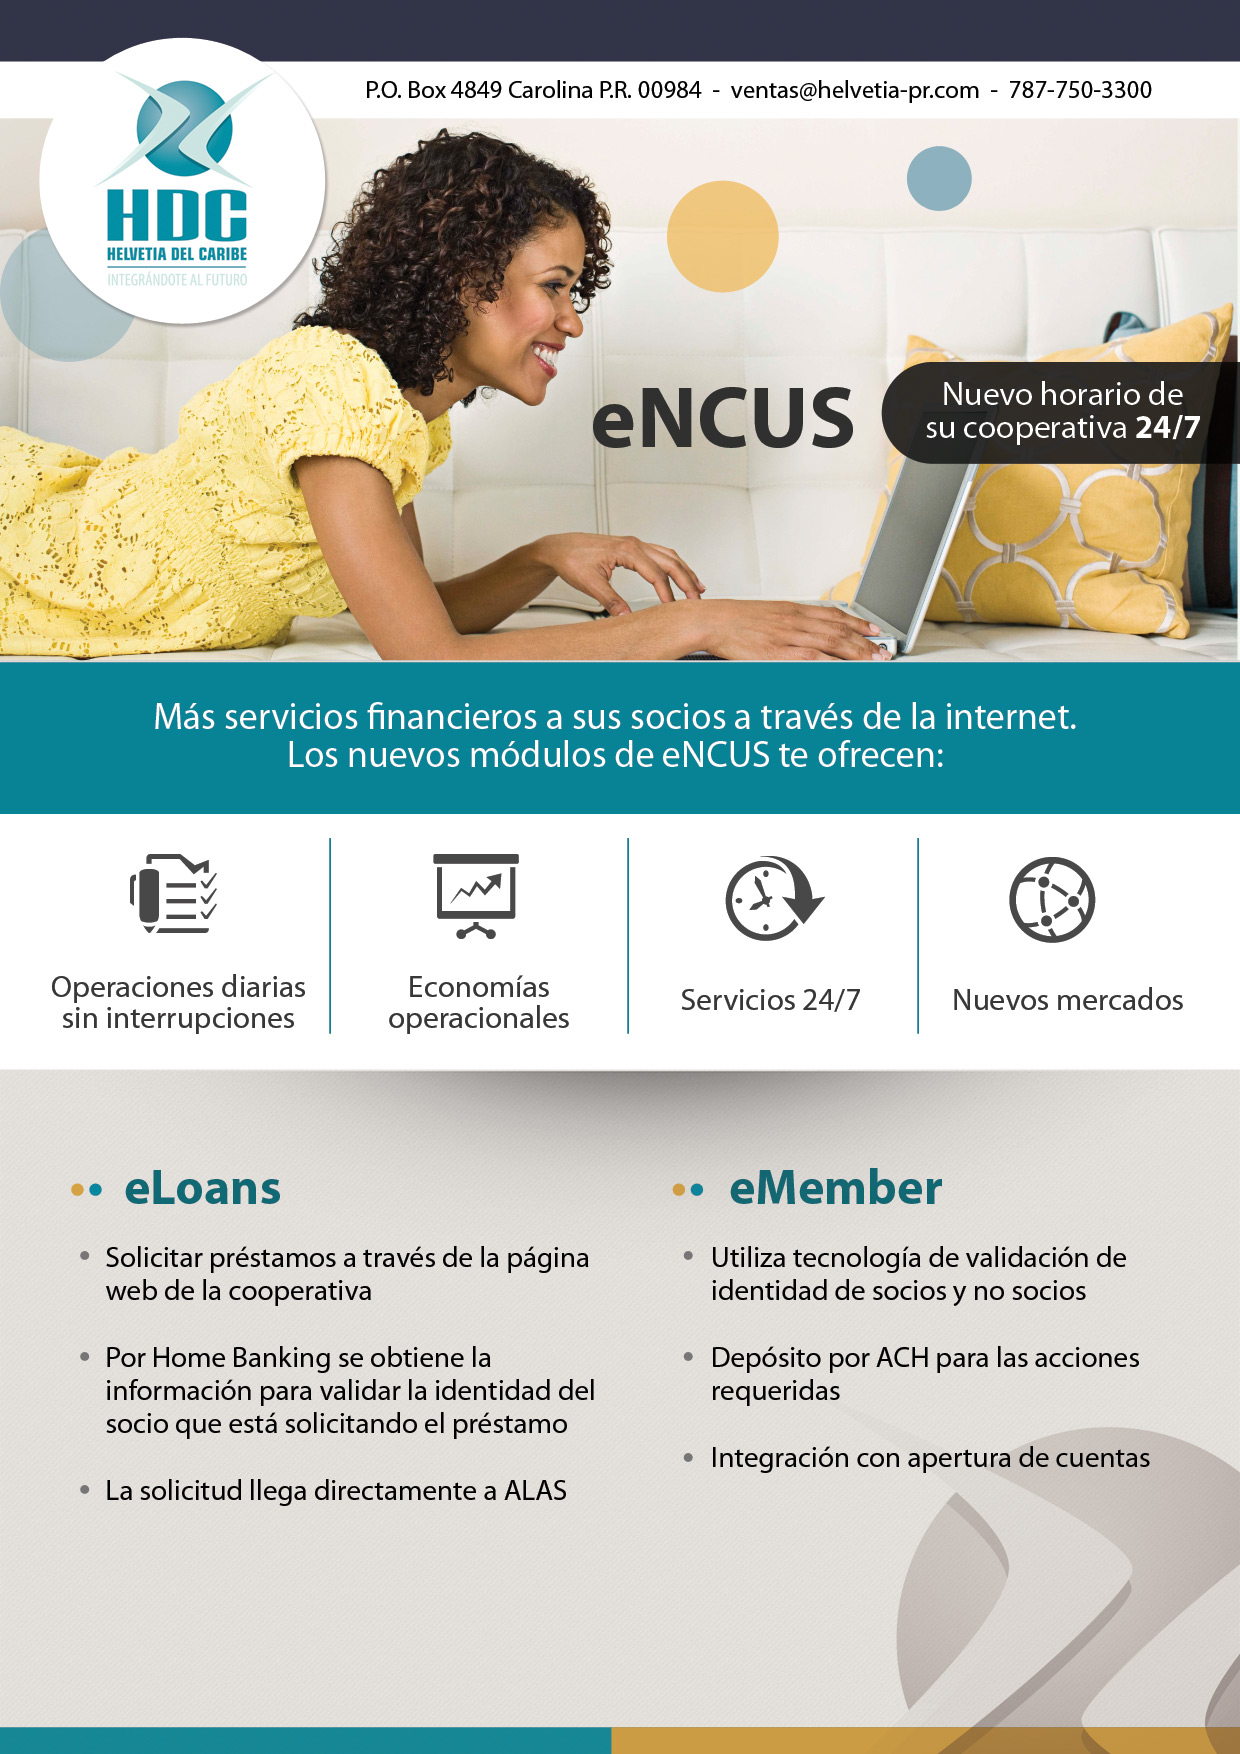 P.O. Box 4849 Carolina P.R. 00984 - ventas@helvetia-pr.com - 787-750-3300
HDC
HELVETIA DEL CARIBE
INTEGRÁNDOTE AL FUTURO
eNCUS
Nuevo horario de
su cooperativa 24/7
Más servicios financieros a sus socios a través de la internet.
Los nuevos módulos de eNCUS te ofrecen:
Operaciones diarias
sin interrupciones
Economías
operacionales
Servicios 24/7
Nuevos mercados
eLoans
Solicitar préstamos a través de la página
web de la cooperativa
Por Home Banking se obtiene la
información para validar la identidad del
socio que está solicitando el préstamo
La solicitud llega directamente a ALAS
eMember
Utiliza tecnología de validación de
identidad de socios y no socios
Depósito por ACH para las acciones
requeridas
Integración con apertura de cuentas